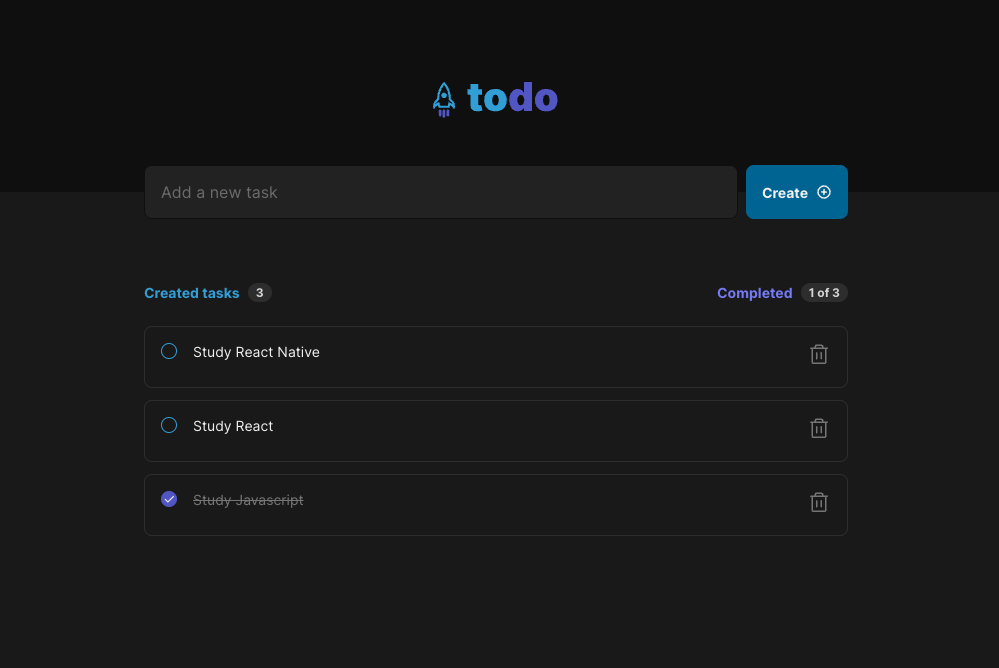 todo
Add a new task
Create
Created tasks 3
Completed 1 of 3
Study React Native
Study React
Study Javascript